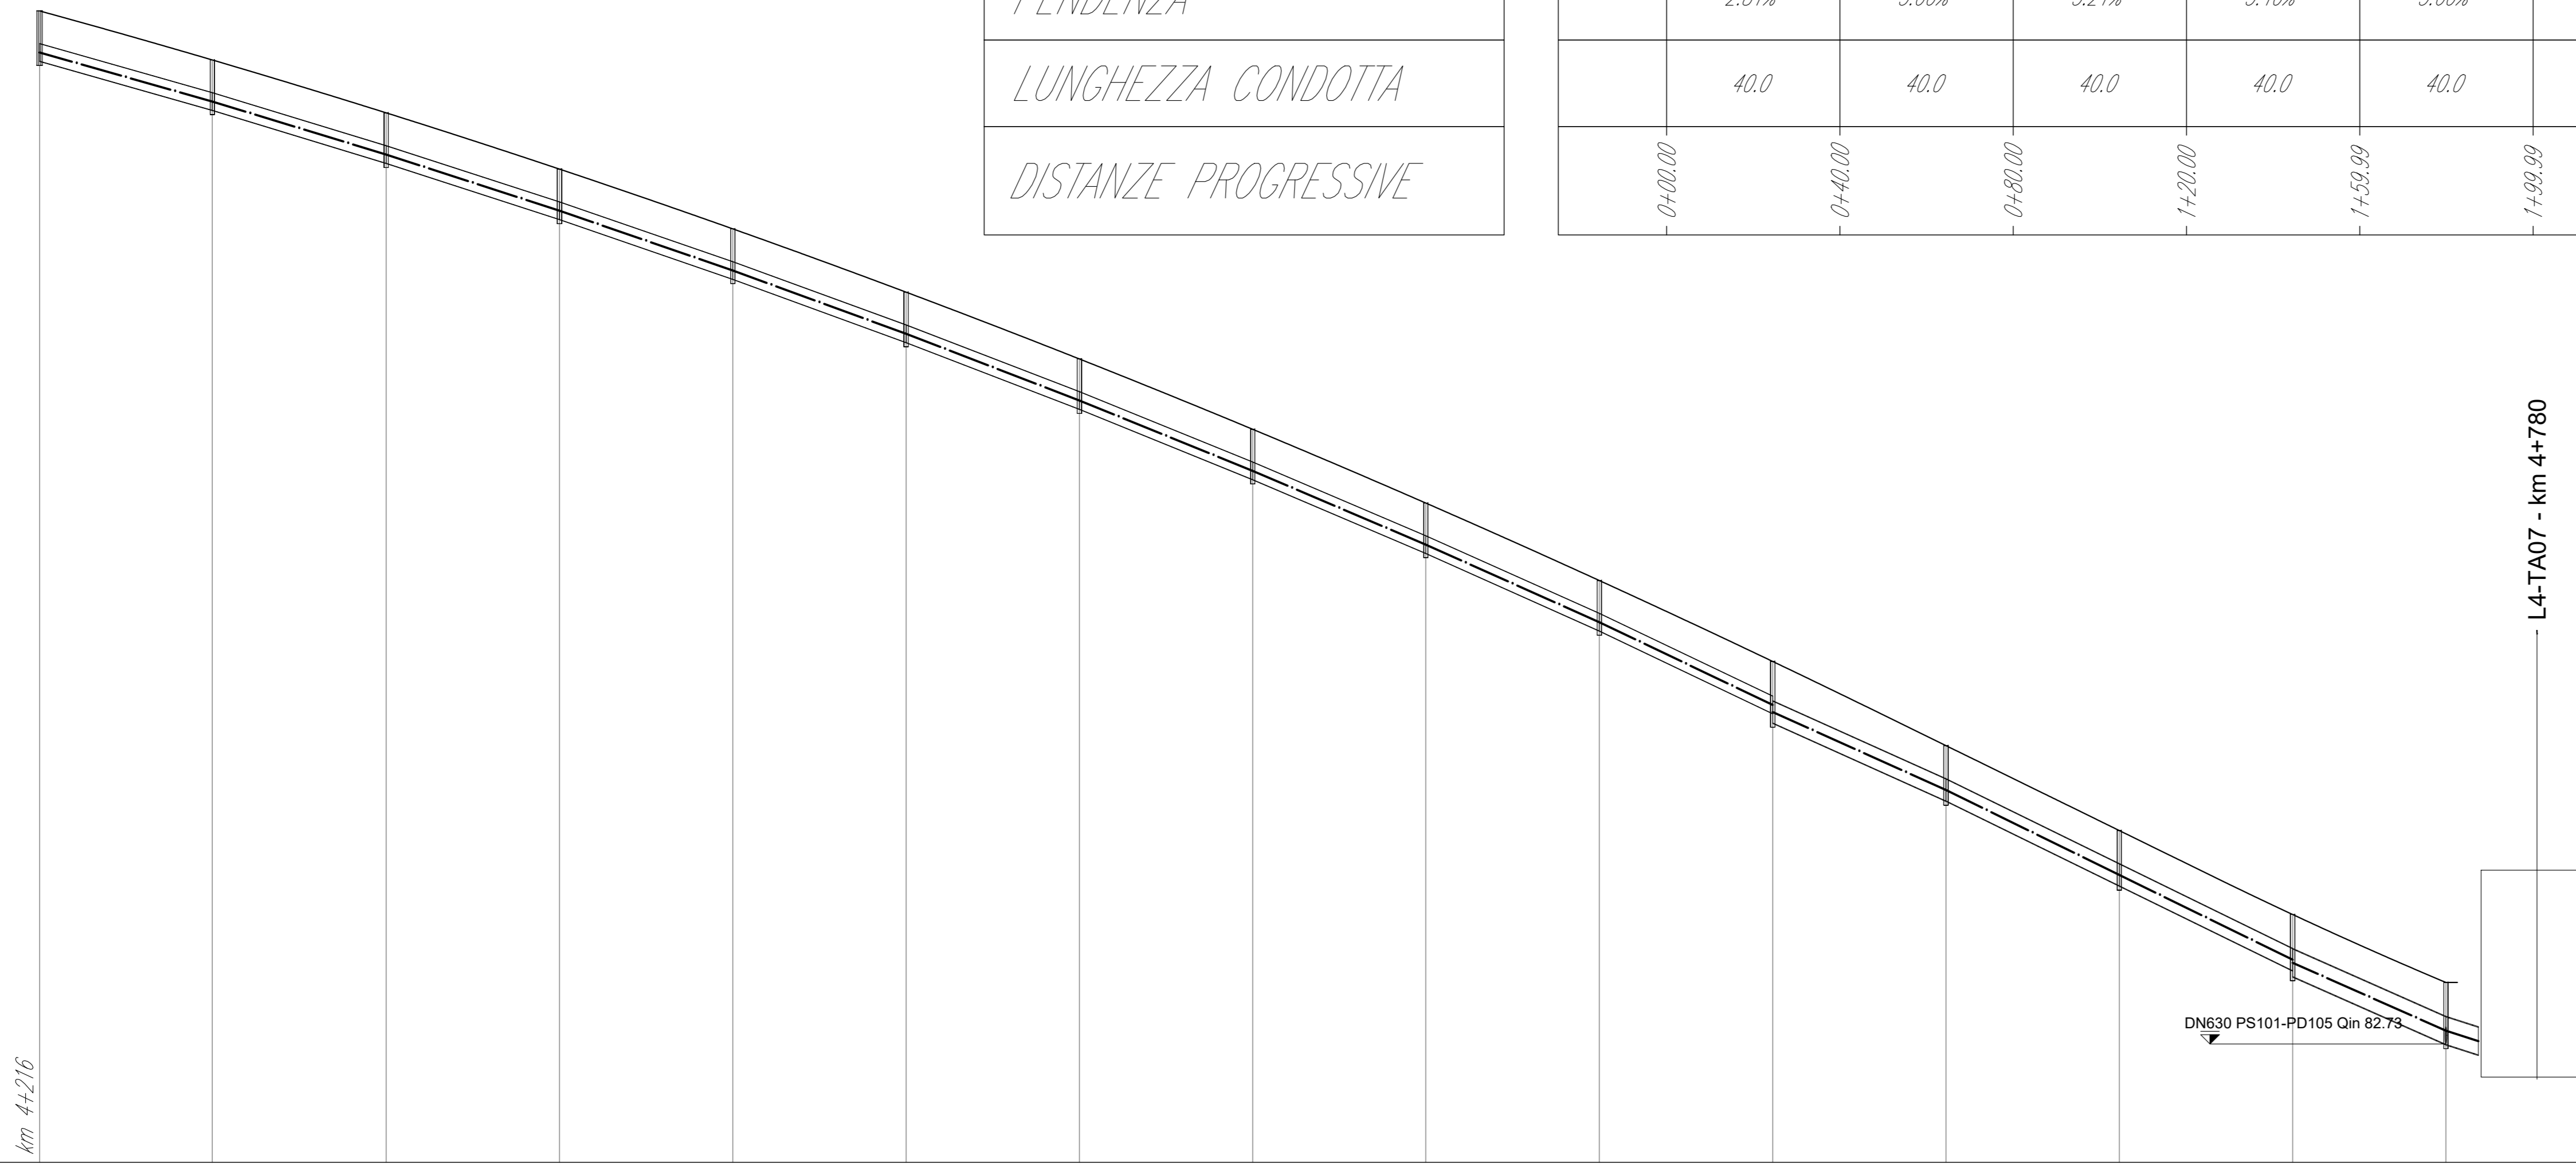 PENDENZA
LUNGHEZZA CONDOTTA 40.0 40.0 40.0 40.0 40.0
DISTANZE PROGRESSIVE 0+00.00 0+40.00 0+80.00 1+20.00 1+59.99 1+99.99
L4-TA07 - km 4+780
DN630 PS101-PD105 Qin 82.73
km 4+216